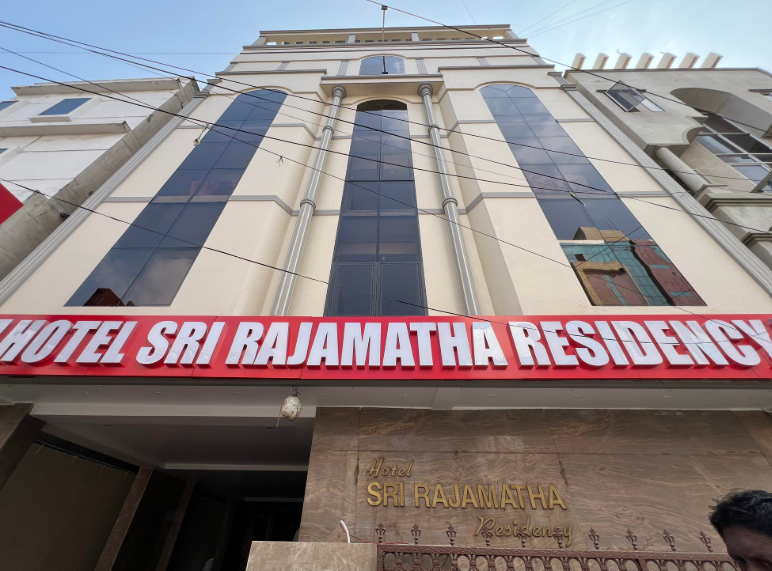 HOTEL SRI RAJAMATHA RESIDENCY
Hotel
SRI RAJAMATHA
Residency